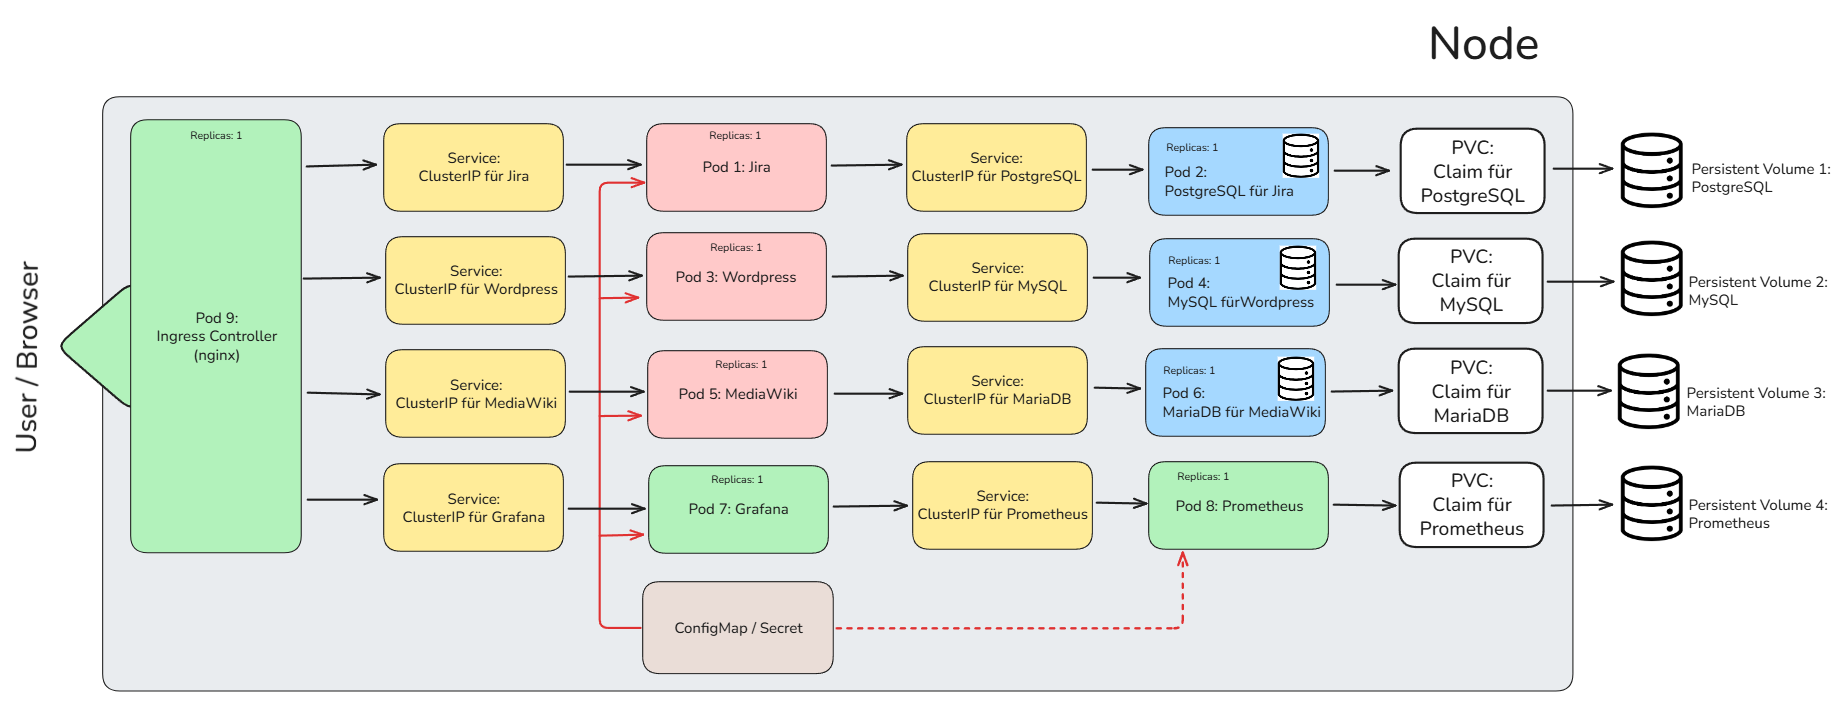 Node
User / Browser
Replicas: 1
Pod 9:
Ingress Controller
(nginx)
Service:
ClusterIP für Jira
Replicas: 1
Pod 1: Jira
Service:
ClusterIP für PostgreSQL
Replicas: 1
Pod 2:
PostgreSQL für Jira
PVC:
Claim für
PostgreSQL
Persistent Volume 1:
PostgreSQL
Service:
ClusterIP für Wordpress
Replicas: 1
Pod 3: Wordpress
Service:
ClusterIP für MySQL
Replicas: 1
Pod 4:
MySQL fürWordpress
PVC:
Claim für
MySQL
Persistent Volume 2:
MySQL
Service:
ClusterIP für MediaWiki
Replicas: 1
Pod 5: MediaWiki
Service:
ClusterIP für MariaDB
Replicas: 1
Pod 6:
MariaDB für MediaWiki
PVC:
Claim für
MariaDB
Persistent Volume 3:
MariaDB
Service:
ClusterIP für Grafana
Replicas: 1
Pod 7: Grafana
Service:
ClusterIP für Prometheus
Replicas: 1
Pod 8: Prometheus
PVC:
Claim für
Prometheus
Persistent Volume 4:
Prometheus
ConfigMap / Secret